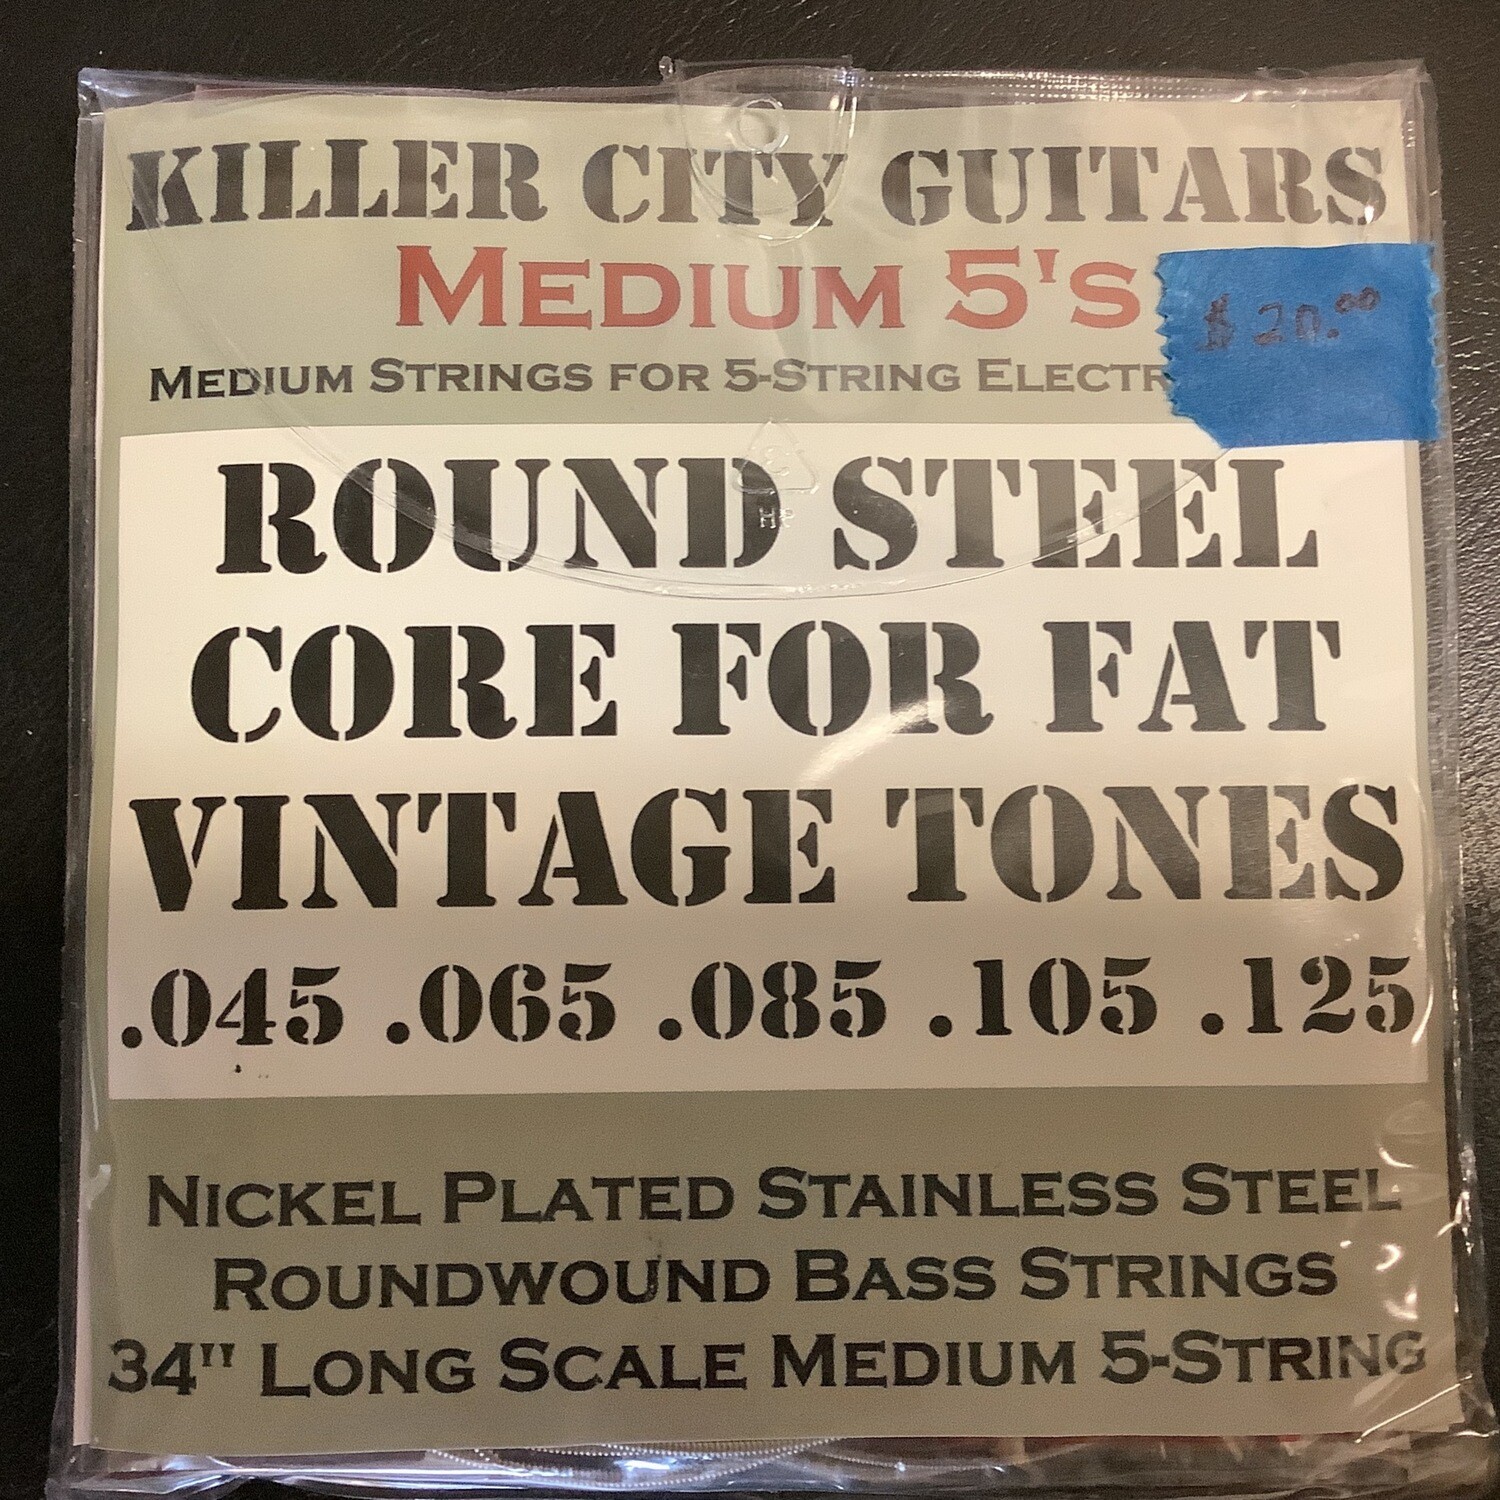 KILLER CITY GUITARS
MEDIUM 5'S
$20.00
MEDIUM STRINGS FOR 5-STRING ELECTR
ROUND STEEL
CORE FOR FAT
VINTAGE TONES
.045 .065 .085 .105 .125
NICKEL PLATED STAINLESS STEEL
ROUNDWOUND BASS STRINGS
34" LONG SCALE MEDIUM 5-STRING